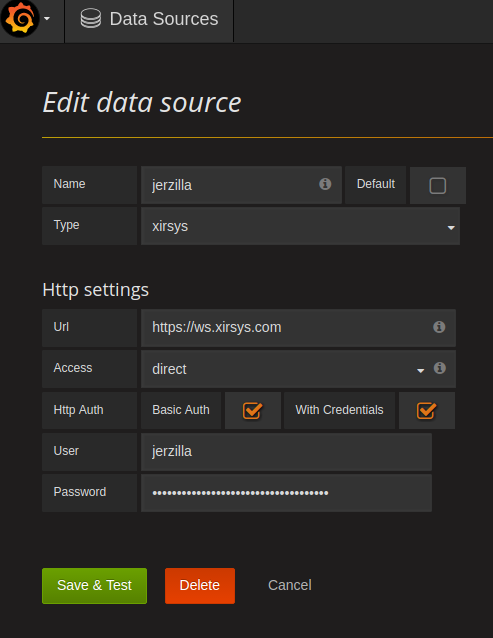 Data Sources
Edit data source
Name jerzilla Default
Type xirsys
Http settings
Url https://ws.xirsys.com
Access direct
Http Auth Basic Auth With Credentials
User jerzilla
Password ••••••••••••••••••••••••••••••••••••
Save & Test Delete Cancel